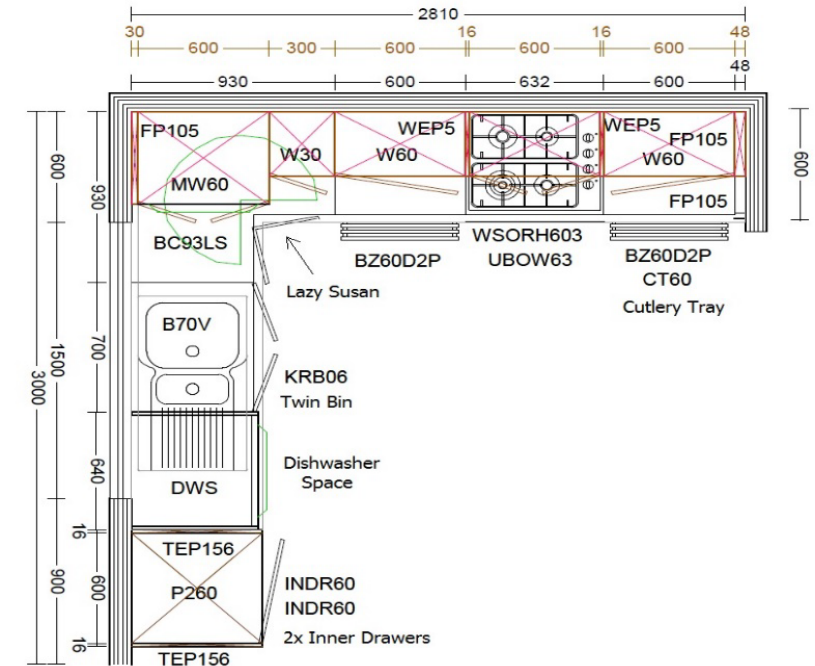 2810
30 600 300 600 16 600 16 600 48
48
930 600 632 600
FP105 WEP5 WEP5 FP105
W30 W60 W60
MW60
FP105
600 930 600
BC93LS
WSORH603
BZ60D2P UBOW63 BZ60D2P
CT60
Lazy Susan
Cutlery Tray
B70V
700
1500
3000
KRB06
Twin Bin
640
Dishwasher
Space
DWS
16
TEP156
900 600
P260
INDR60
INDR60
2x Inner Drawers
16
TEP156